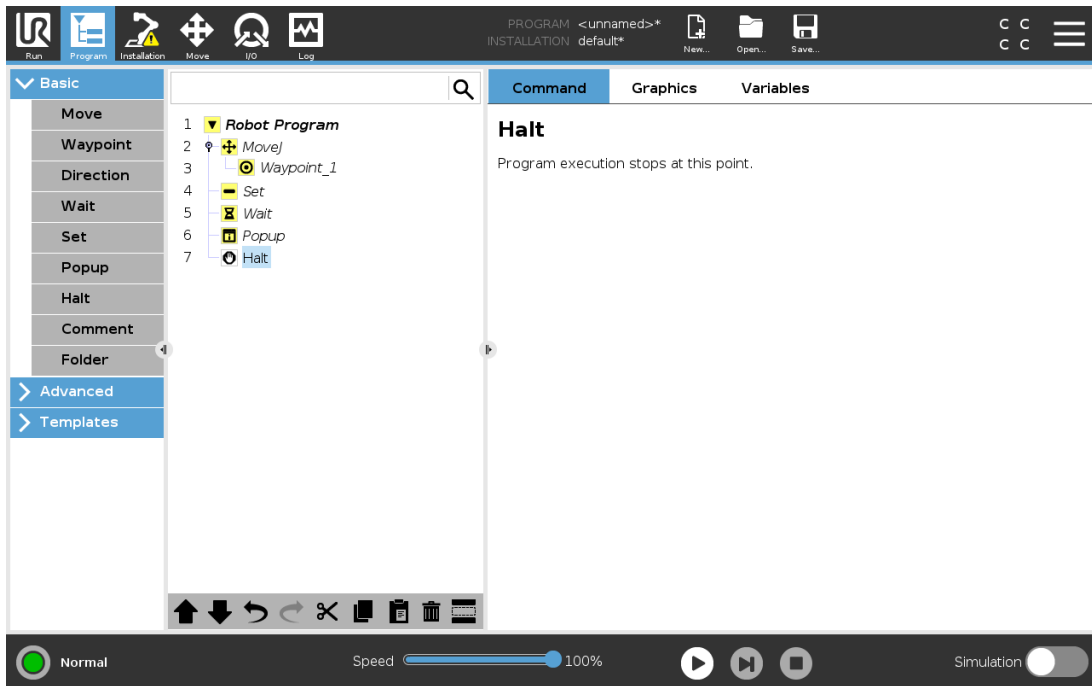 PROGRAM <unnamed>*
INSTALLATION default*
Run Program Installation Move I/O Log New... Open... Save...
C C
C C
Basic
Move
Waypoint
Direction
Wait
Set
Popup
Halt
Comment
Folder
Advanced
Templates
1 Robot Program
2 MoveJ
3 Waypoint_1
4 Set
5 Wait
6 Popup
7 Halt
Command Graphics Variables
Halt
Program execution stops at this point.
Normal
Speed 100%
Simulation